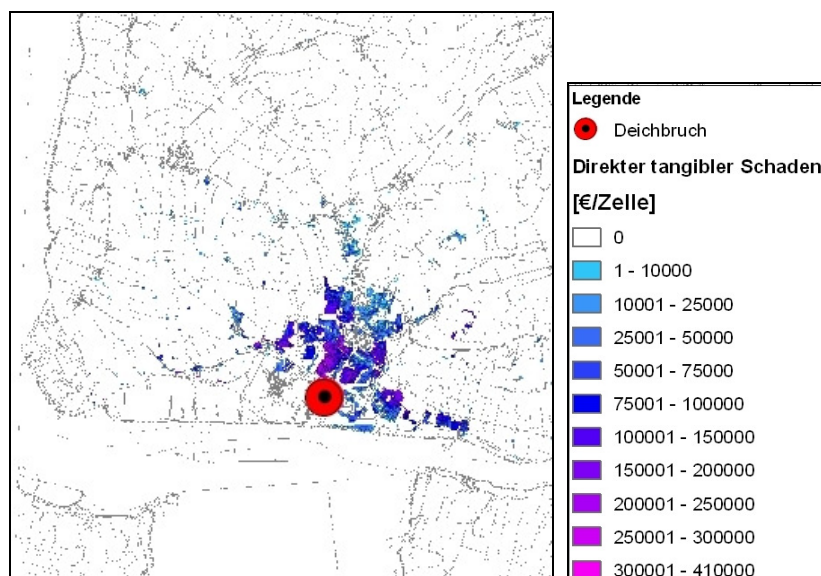 Legende
Deichbruch
Direkter tangibler Schaden
[€/Zelle]
0
1 - 10000
10001 - 25000
25001 - 50000
50001 - 75000
75001 - 100000
100001 - 150000
150001 - 200000
200001 - 250000
250001 - 300000
300001 - 410000